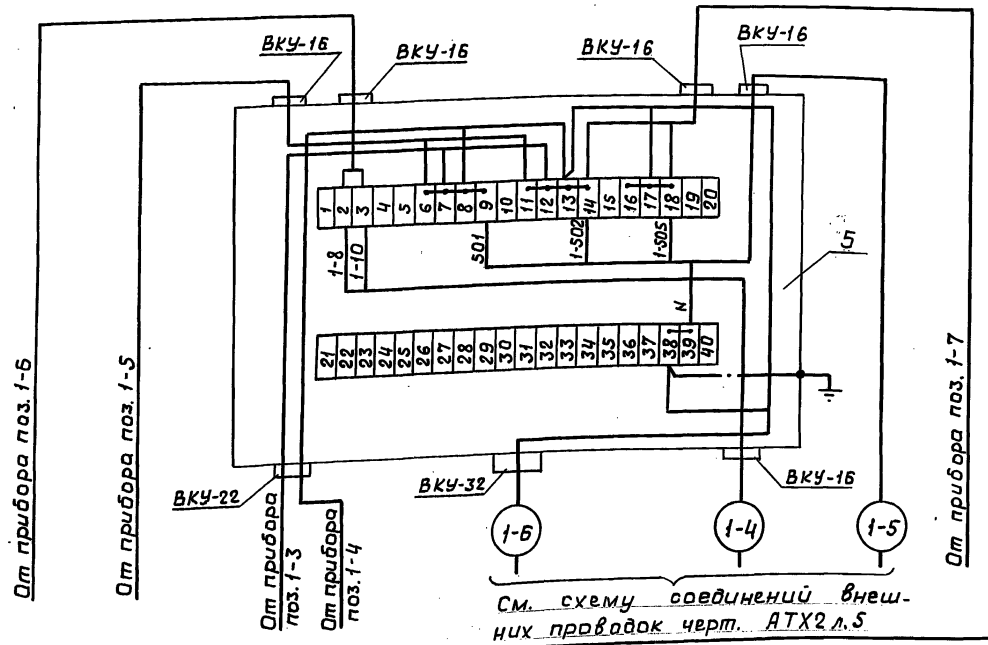 ВКУ-16
ВКУ-16
ВКУ-16
ВКУ-16
1 2 3 4 5 6 7 8 9 10 11 12 13 14 15 16 17 18 19 20
1-8
1-10
501
1-502
1-505
5
N
21 22 23 24 25 26 27 28 29 30 31 32 33 34 35 36 37 38 39 40
От прибора поз. 1-6
От прибора поз. 1-5
От прибора поз. 1-7
ВКУ-22
ВКУ-32
ВКУ-16
От прибора
поз. 1-3
От прибора
поз. 1-4
1-6
1-4
1-5
См. схему соединений внеш-
них проводок черт. АТХ2 л.5